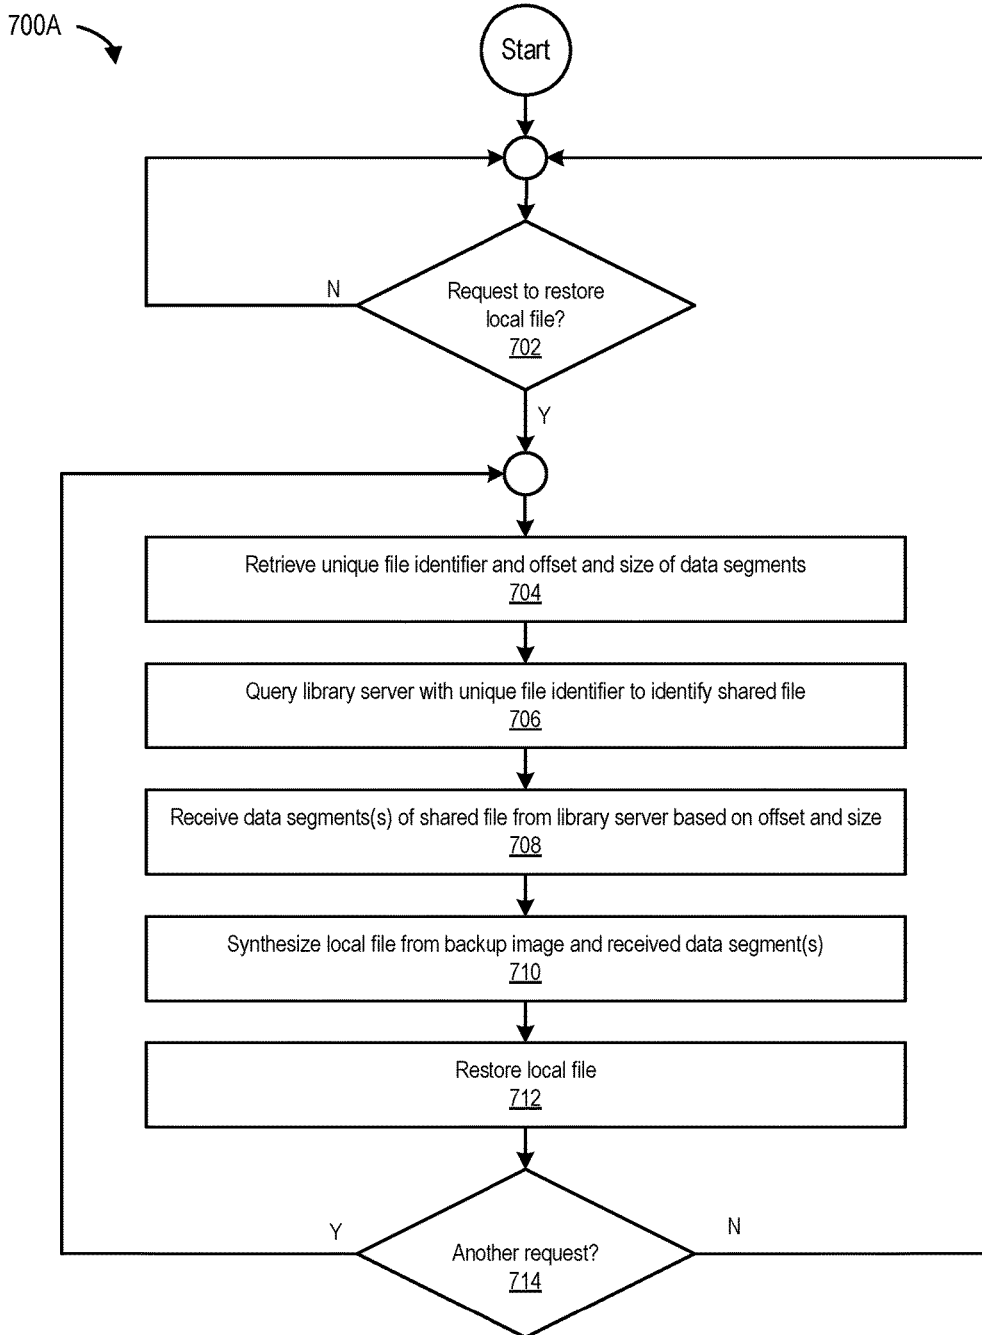 700A
Start
N
Request to restore
local file?
702
Y
Retrieve unique file identifier and offset and size of data segments
704
Query library server with unique file identifier to identify shared file
706
Receive data segments(s) of shared file from library server based on offset and size
708
Synthesize local file from backup image and received data segment(s)
710
Restore local file
712
Y
N
Another request?
714